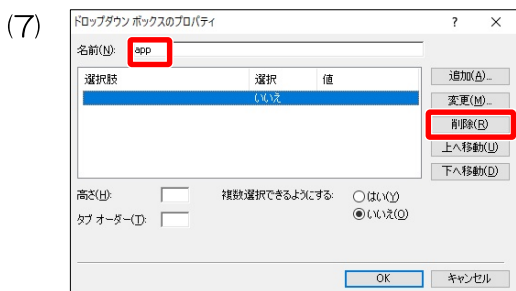 (7)
ドロップダウン ボックスのプロパティ ? ×
名前(N): app
選択肢 選択 値
いいえ
追加(A)...
変更(M)...
削除(R)
上へ移動(U)
下へ移動(D)
高さ(H): 複数選択できるようにする: はい(Y)
タブ オーダー(T): いいえ(O)
OK キャンセル